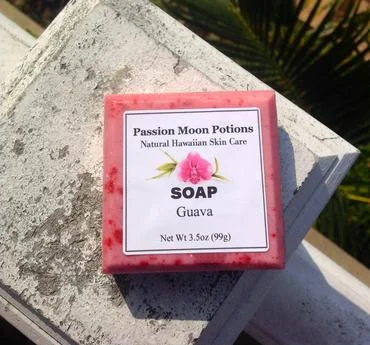 Passion Moon Potions
Natural Hawaiian Skin Care
SOAP
Guava
Net Wt 3.5oz (99g)